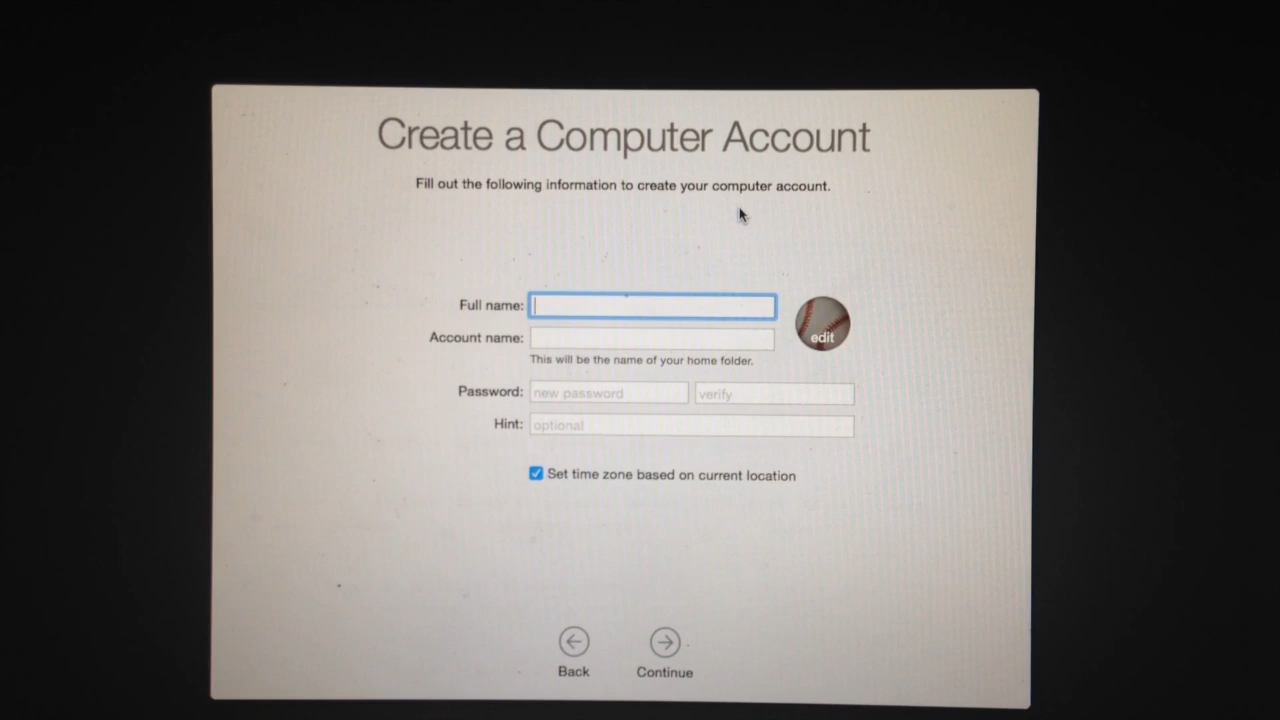 Create a Computer Account
Fill out the following information to create your computer account.
Full name:
edit
Account name:
This will be the name of your home folder.
Password: new password verify
Hint: optional
Set time zone based on current location
Back Continue